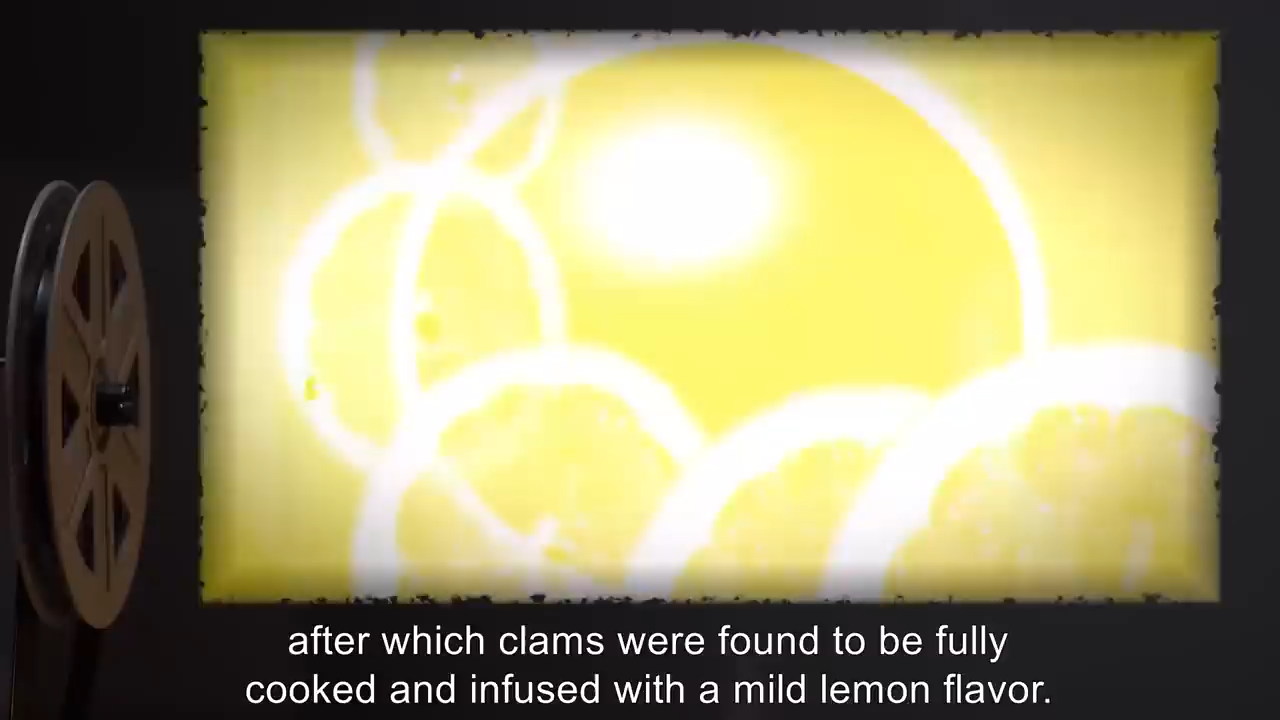 after which clams were found to be fully
cooked and infused with a mild lemon flavor.